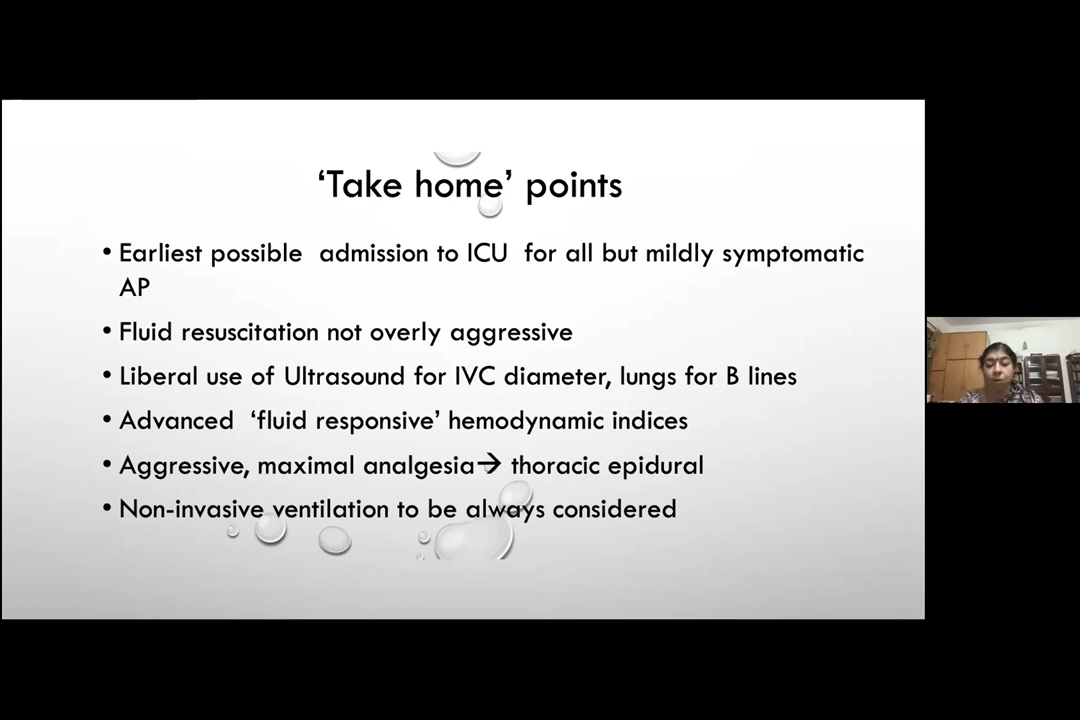 ‘Take home’ points
• Earliest possible admission to ICU for all but mildly symptomatic
AP
• Fluid resuscitation not overly aggressive
• Liberal use of Ultrasound for IVC diameter, lungs for B lines
• Advanced ‘fluid responsive’ hemodynamic indices
• Aggressive, maximal analgesia→ thoracic epidural
• Non-invasive ventilation to be always considered